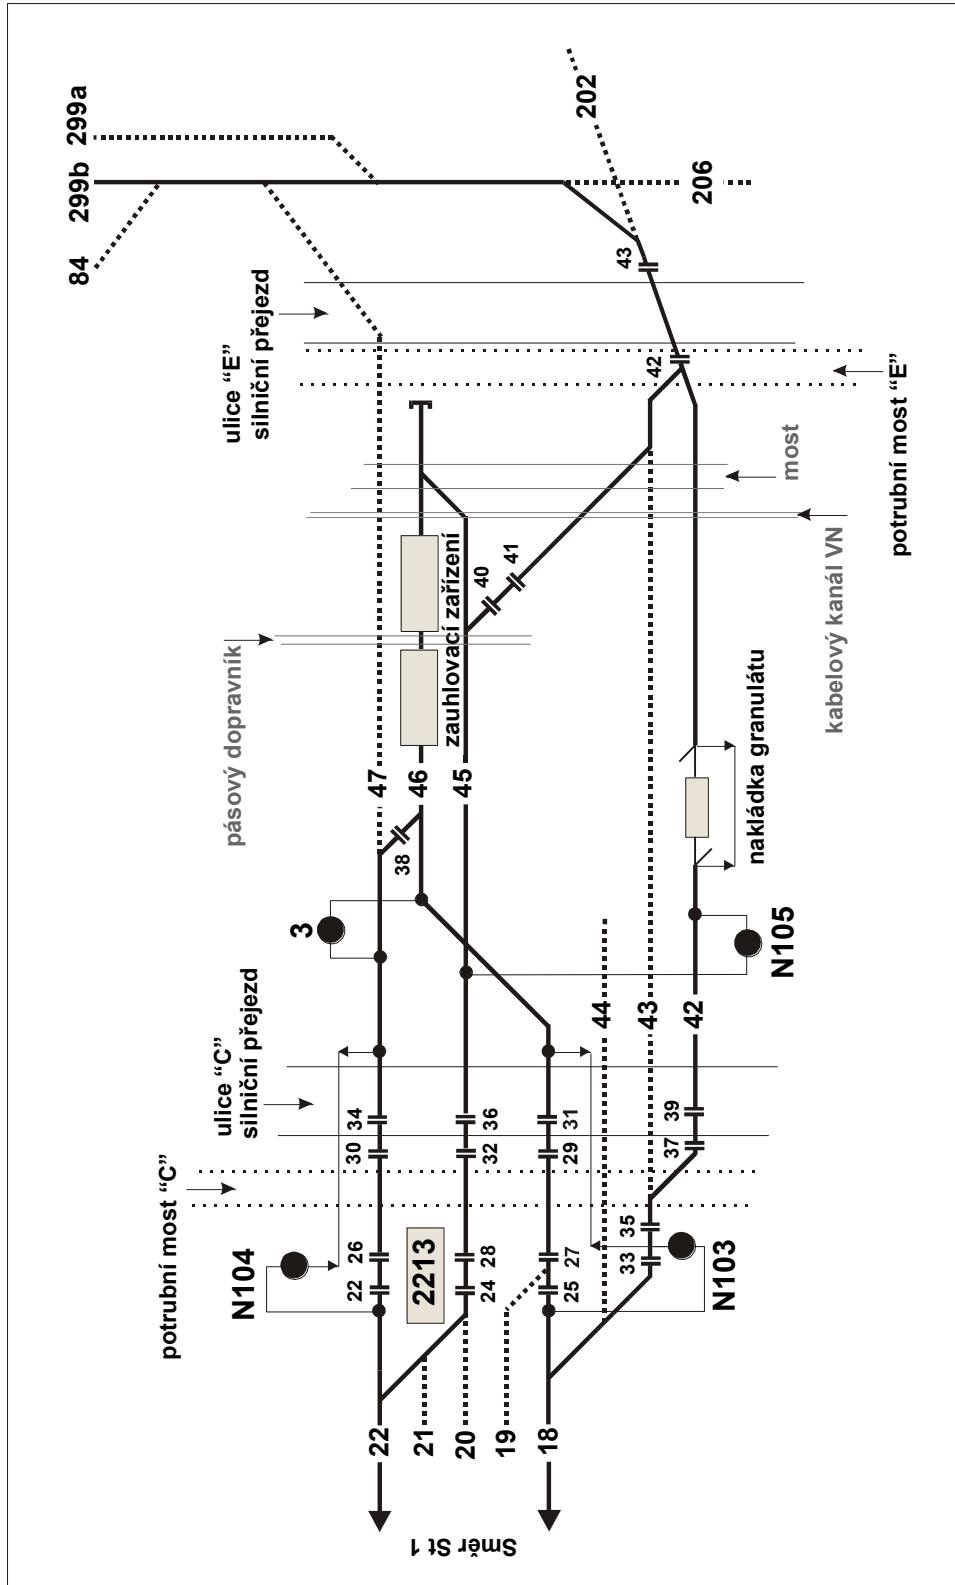 84
299b
299a
202
206
43
ulice “E”
silniční přejezd
42
potrubní most “E”
most
kabelový kanál VN
40
41
zauhlovací zařízení
pásový dopravník
47
46
45
38
nakládka granulátu
3
N105
44
43
42
ulice “C”
silniční přejezd
34
36
31
39
30
32
29
37
potrubní most “C”
N104
26
28
27
35
22
24
25
33
2213
N103
22
21
20
19
18
Směr St 1